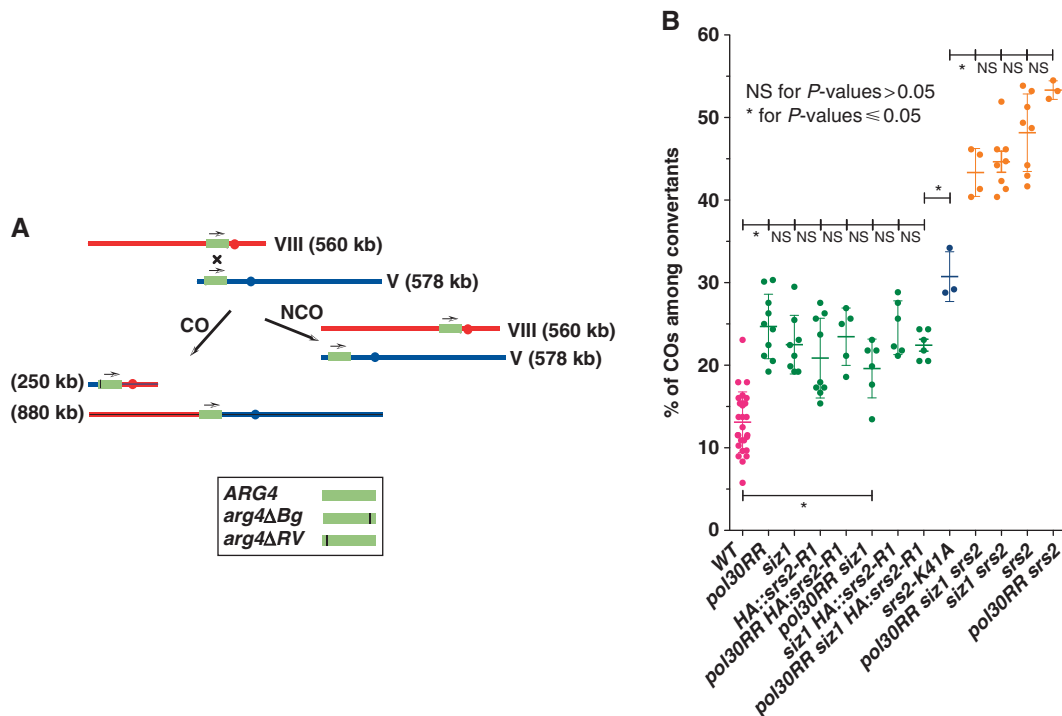 A
VIII (560 kb)
V (578 kb)
CO
NCO
VIII (560 kb)
V (578 kb)
(250 kb)
(880 kb)
ARG4
arg4ΔBg
arg4ΔRV
B
% of COs among convertants
60
50
40
30
20
10
0
NS for P-values > 0.05
* for P-values ≤ 0.05
* NS NS NS
*
* NS NS NS NS NS NS
*
WT
pol30RR
siz1
HA::srs2-R1
pol30RR HA:srs2-R1
pol30RR siz1
siz1 HA::srs2-R1
pol30RR siz1 HA:srs2-R1
srs2-K41A
pol30RR siz1 srs2
siz1 srs2
srs2
pol30RR srs2